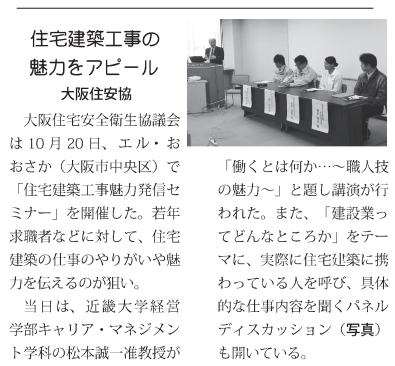 住宅建築工事の
魅力をアピール
大阪住安協
　大阪住宅安全衛生協議会
は10月20日、エル・お
おさか（大阪市中央区）で
「住宅建築工事魅力発信セ
ミナー」を開催した。若年
求職者などに対して、住宅
建築の仕事のやりがいや魅
力を伝えるのが狙い。
　当日は、近畿大学経営
学部キャリア・マネジメン
ト学科の松本誠一准教授が
「働くとは何か…～職人技
の魅力～」と題し講演が行
われた。また、「建設業っ
てどんなところか」をテー
マに、実際に住宅建築に携
わっている人を呼び、具体
的な仕事内容を聞くパネル
ディスカッション（写真）
も開いている。